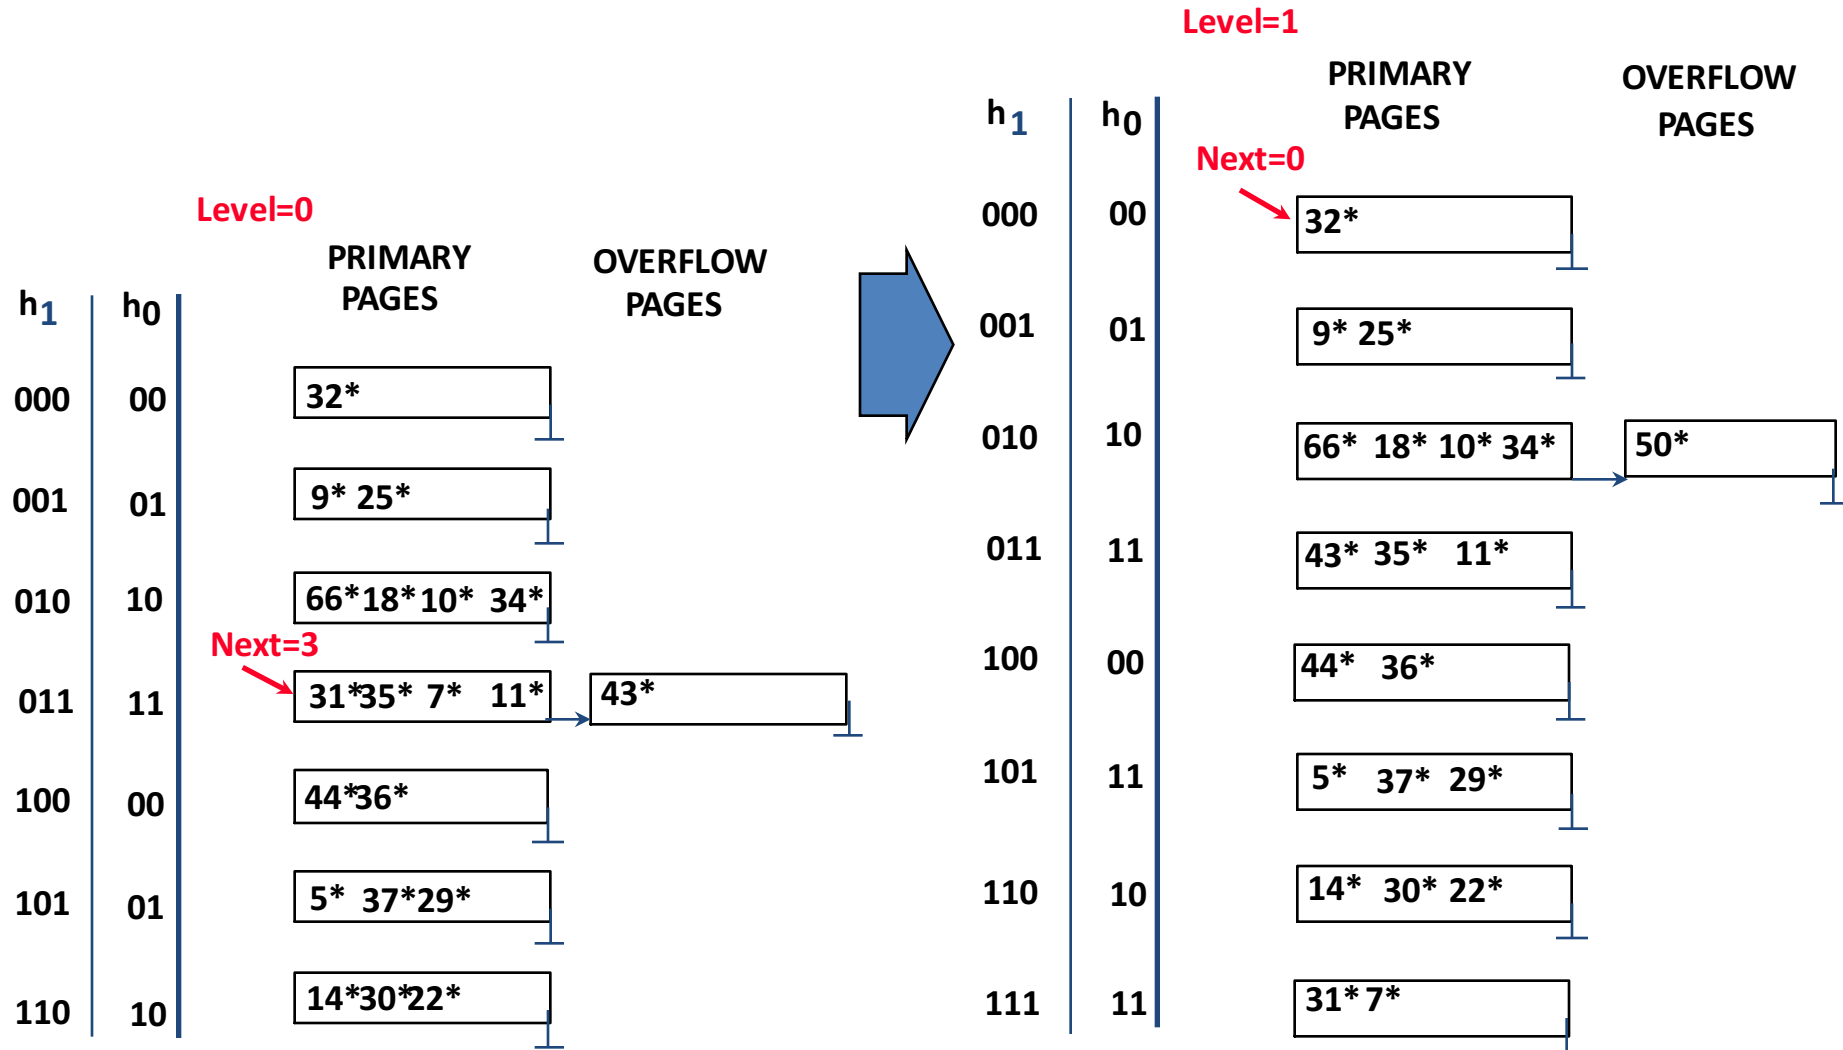 Level=0
PRIMARY OVERFLOW
PAGES PAGES
h1 h0
000 00 32*
001 01 9* 25*
010 10 66* 18* 10* 34*
Next=3
011 11 31* 35* 7* 11* 43*
100 00 44* 36*
101 01 5* 37* 29*
110 10 14* 30* 22*
Level=1
PRIMARY OVERFLOW
PAGES PAGES
h1 h0
Next=0
000 00 32*
001 01 9* 25*
010 10 66* 18* 10* 34* 50*
011 11 43* 35* 11*
100 00 44* 36*
101 11 5* 37* 29*
110 10 14* 30* 22*
111 11 31* 7*